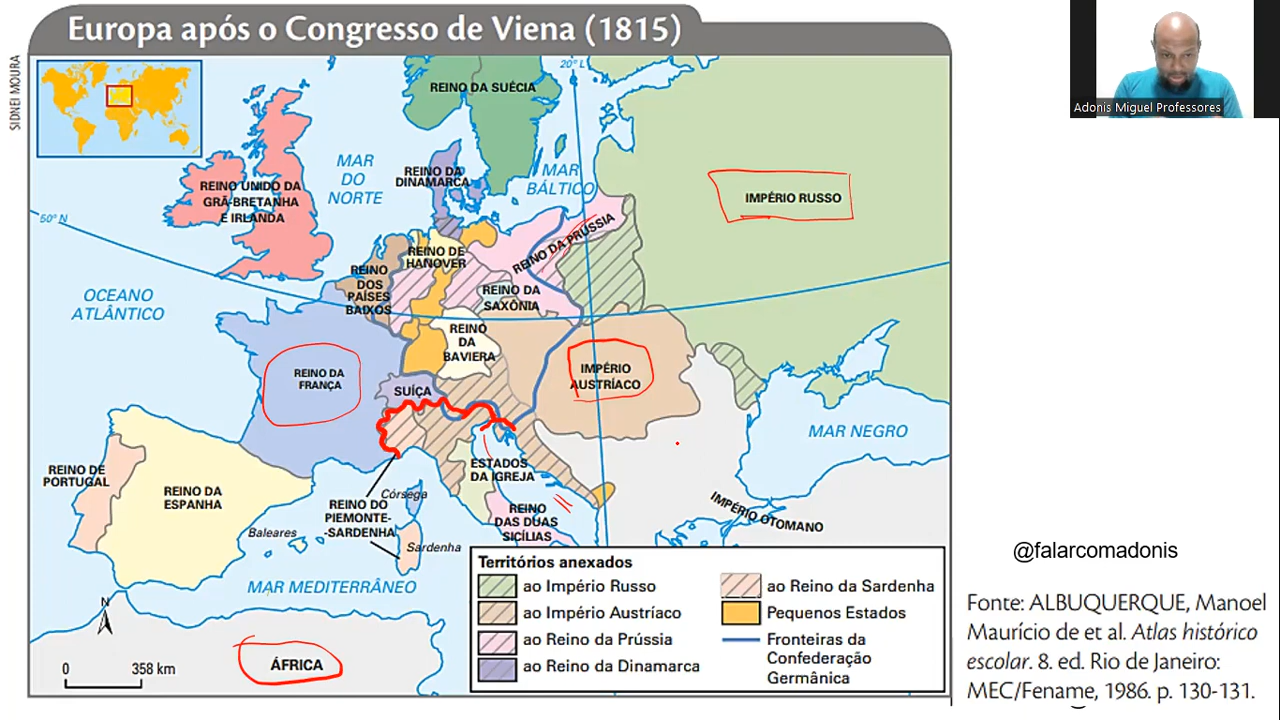 Europa após o Congresso de Viena (1815)
SIDNEI MOURA
20° L
REINO DA SUÉCIA
MAR
DO
NORTE
REINO DA
DINAMARCA
MAR
BÁLTICO
REINO UNIDO DA
GRÃ-BRETANHA
E IRLANDA
IMPÉRIO RUSSO
50° N
REINO DA PRÚSSIA
REINO DE
HANOVER
REINO
DOS
PAÍSES
BAIXOS
REINO DA
SAXÔNIA
OCEANO
ATLÂNTICO
REINO
DA
BAVIERA
REINO DA
FRANÇA
IMPÉRIO
AUSTRÍACO
SUÍÇA
MAR NEGRO
REINO DE
PORTUGAL
REINO DA
ESPANHA
ESTADOS
DA IGREJA
Córsega
REINO DO
PIEMONTE-
-SARDENHA
REINO
DAS DUAS
SICÍLIAS
IMPÉRIO OTOMANO
Baleares
Sardenha
MAR MEDITERRÂNEO
N
0 358 km
ÁFRICA
Territórios anexados
ao Império Russo
ao Império Austríaco
ao Reino da Prússia
ao Reino da Dinamarca
ao Reino da Sardenha
Pequenos Estados
Fronteiras da
Confederação
Germânica
Adonis Miguel Professores
@falarcomadonis
Fonte: ALBUQUERQUE, Manoel
Maurício de et al. Atlas histórico
escolar. 8. ed. Rio de Janeiro:
MEC/Fename, 1986. p. 130-131.